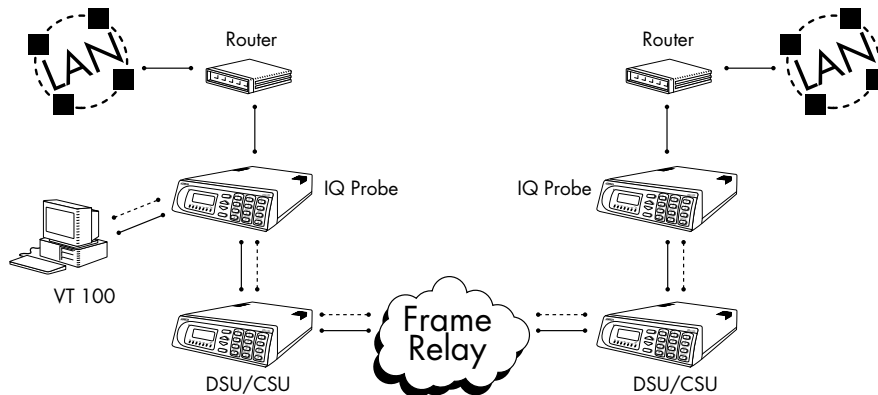 LAN
Router
Router
LAN
IQ Probe
IQ Probe
VT 100
Frame
Relay
DSU/CSU
DSU/CSU